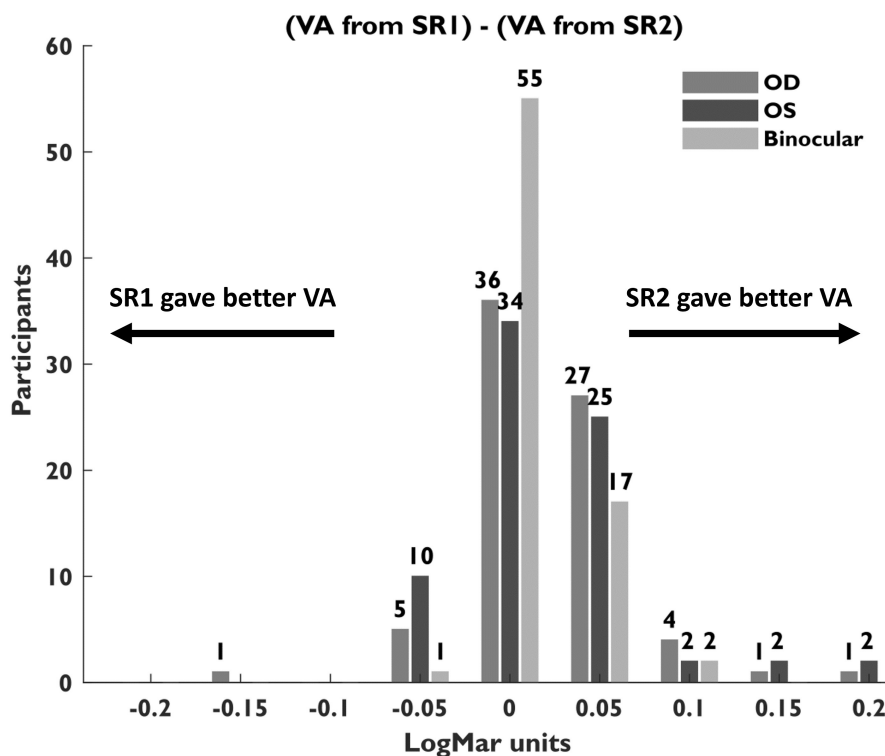 (VA from SR1) - (VA from SR2)
60
50
40
30
20
10
0
Participants
OD
OS
Binocular
SR1 gave better VA
SR2 gave better VA
1
5
10
1
36
34
55
27
25
17
4
2
2
1
2
1
2
-0.2 -0.15 -0.1 -0.05 0 0.05 0.1 0.15 0.2
LogMar units